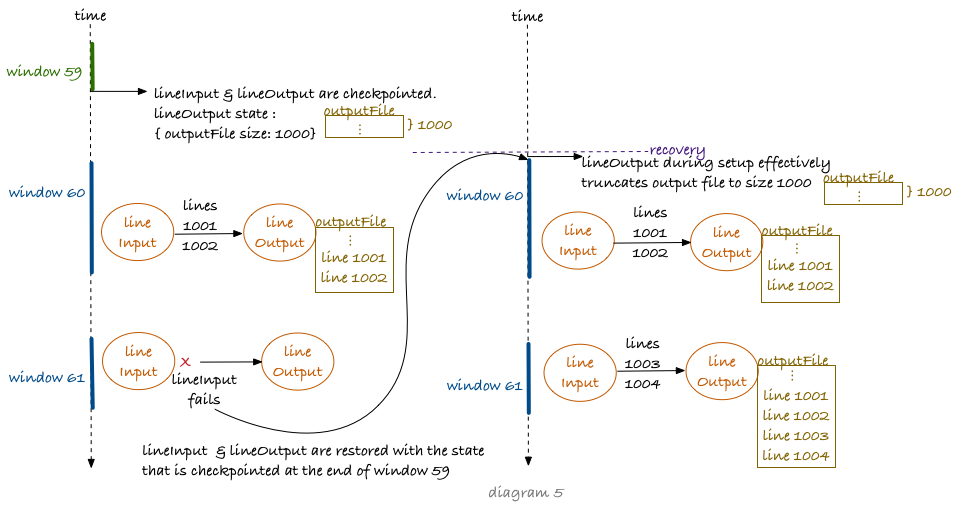 time
window 59
lineInput & lineOutput are checkpointed.
lineOutput state :
{ outputFile size: 1000}
outputFile
⋮
} 1000
window 60
line
Input
lines
1001
1002
line
Output
outputFile
⋮
line 1001
line 1002
window 61
line
Input
x
lineInput
fails
line
Output
lineInput & lineOutput are restored with the state
that is checkpointed at the end of window 59
time
recovery
lineOutput during setup effectively
truncates output file to size 1000
outputFile
⋮
} 1000
window 60
line
Input
lines
1001
1002
line
Output
outputFile
⋮
line 1001
line 1002
window 61
line
Input
lines
1003
1004
line
Output
outputFile
⋮
line 1001
line 1002
line 1003
line 1004
diagram 5